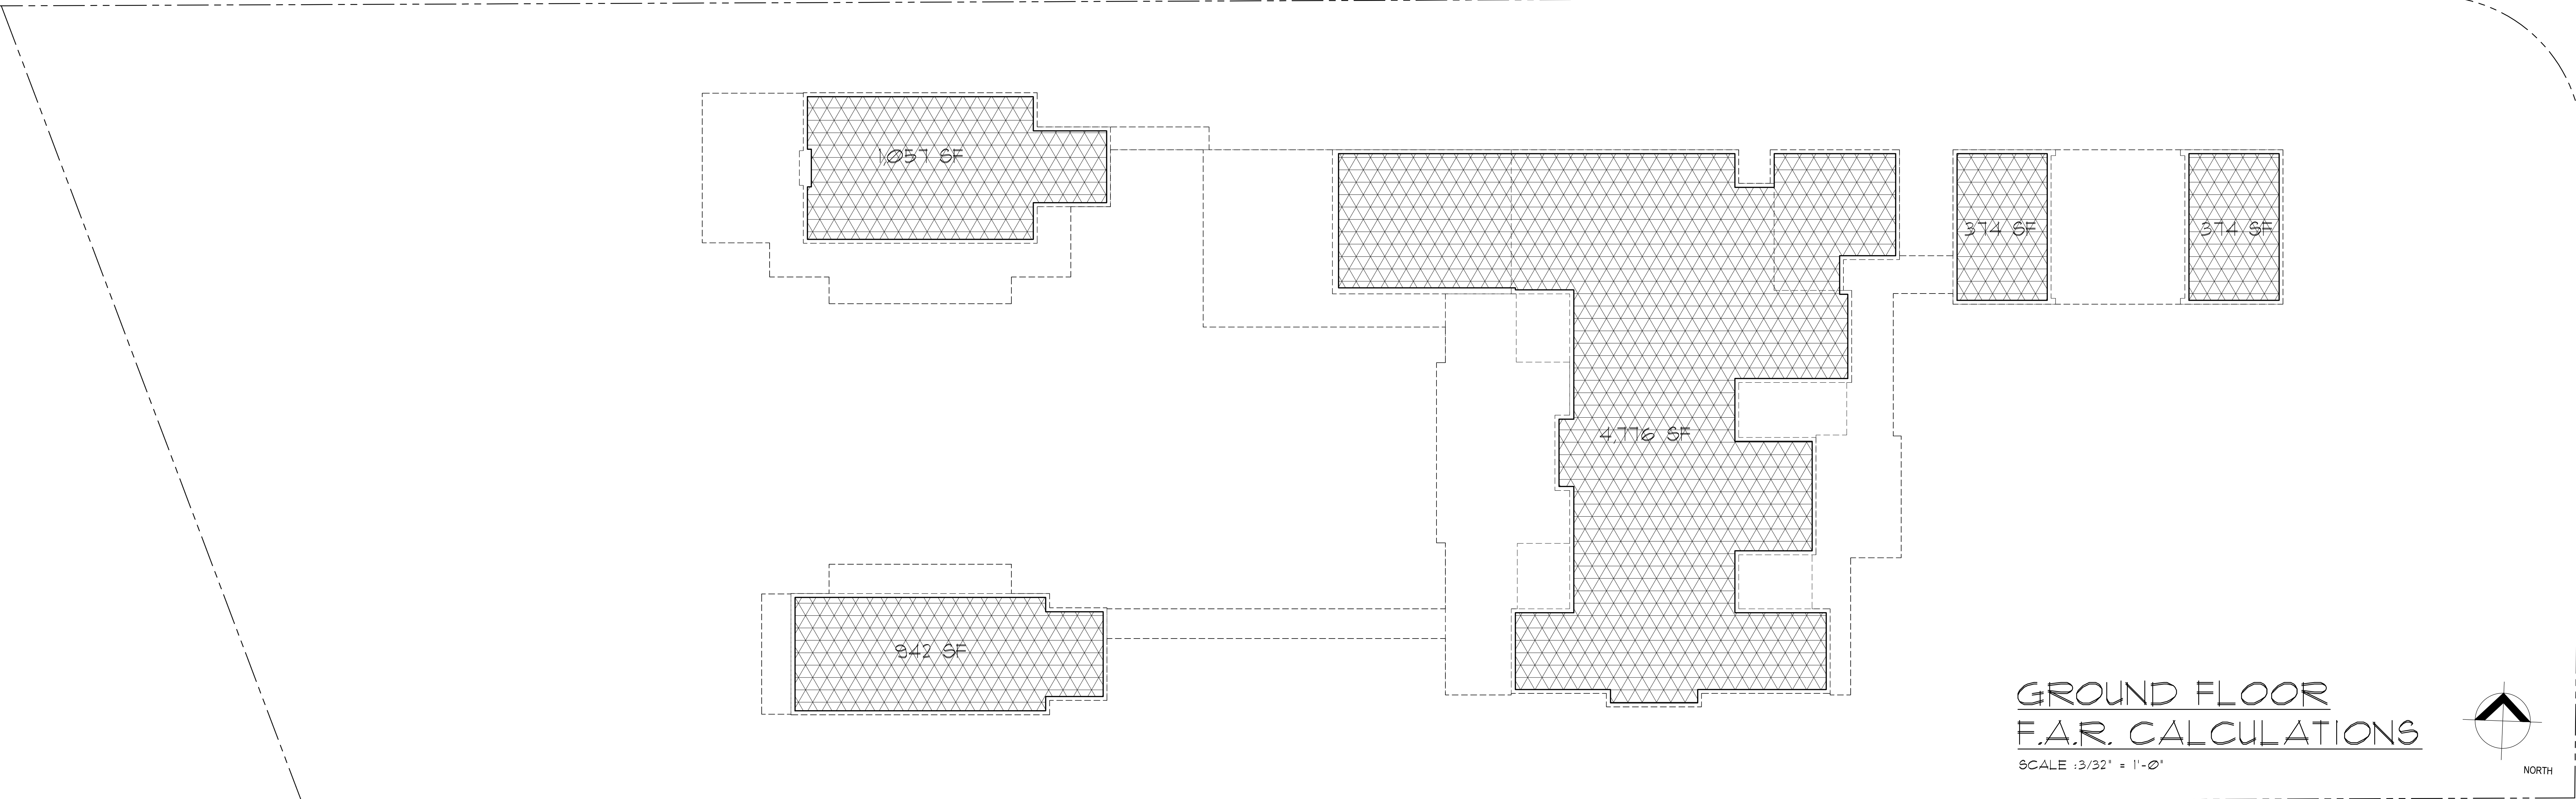 1,057 SF
374 SF
374 SF
4,776 SF
942 SF
GROUND FLOOR
F.A.R. CALCULATIONS
SCALE :3/32" = 1'-0"
NORTH